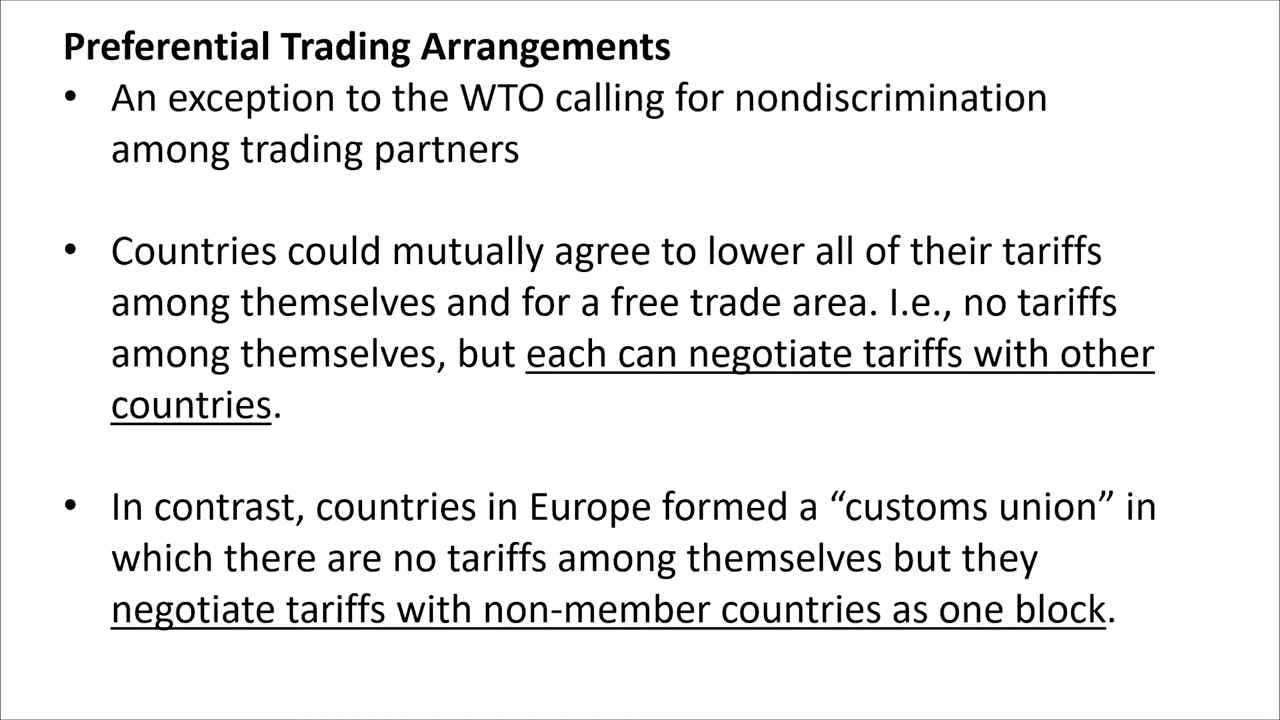 Preferential Trading Arrangements
• An exception to the WTO calling for nondiscrimination
among trading partners
• Countries could mutually agree to lower all of their tariffs
among themselves and for a free trade area. I.e., no tariffs
among themselves, but each can negotiate tariffs with other
countries.
• In contrast, countries in Europe formed a “customs union” in
which there are no tariffs among themselves but they
negotiate tariffs with non-member countries as one block.